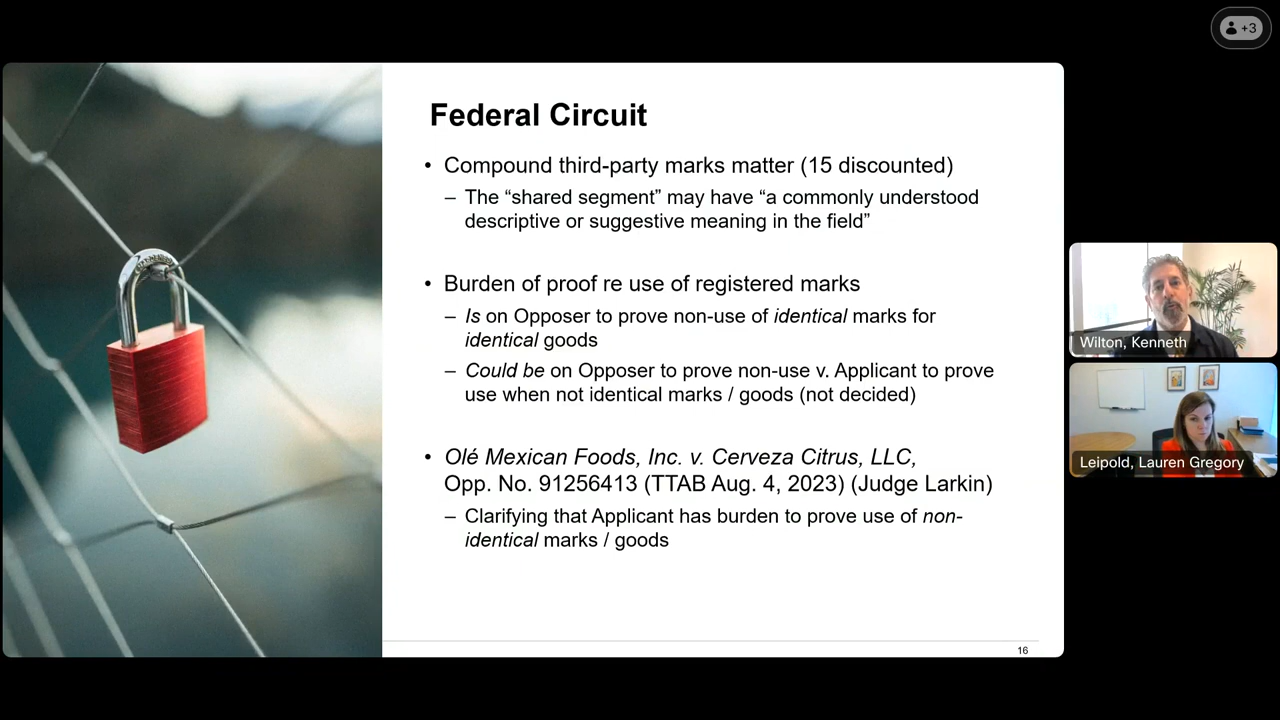 +3
Federal Circuit
• Compound third-party marks matter (15 discounted)
– The “shared segment” may have “a commonly understood
descriptive or suggestive meaning in the field”
• Burden of proof re use of registered marks
– Is on Opposer to prove non-use of identical marks for
identical goods
– Could be on Opposer to prove non-use v. Applicant to prove
use when not identical marks / goods (not decided)
• Olé Mexican Foods, Inc. v. Cerveza Citrus, LLC,
Opp. No. 91256413 (TTAB Aug. 4, 2023) (Judge Larkin)
– Clarifying that Applicant has burden to prove use of non-
identical marks / goods
16
Wilton, Kenneth
Leipold, Lauren Gregory